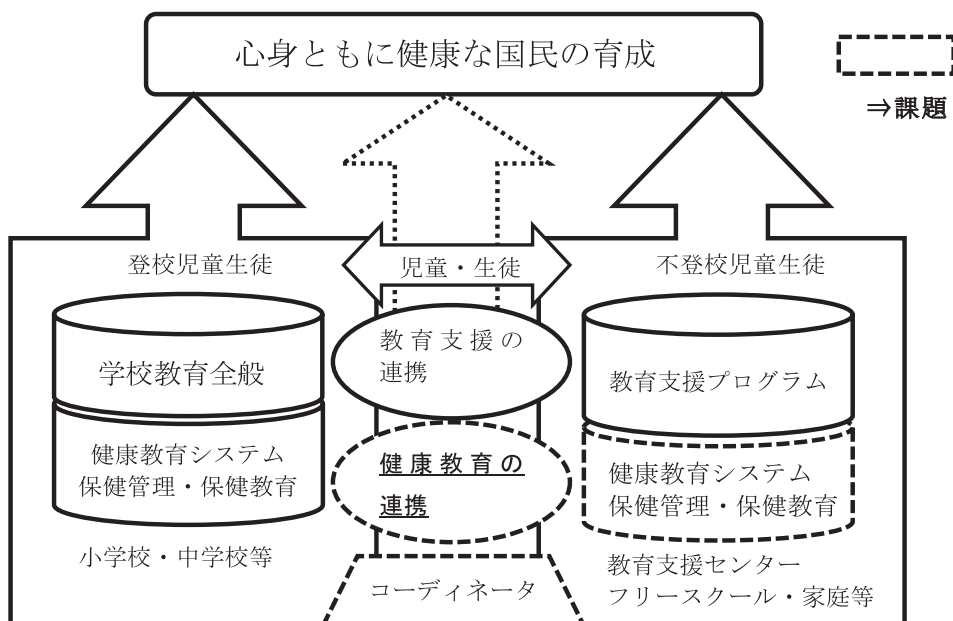 心身ともに健康な国民の育成
⇒課題
登校児童生徒
児童・生徒
不登校児童生徒
学校教育全般
健康教育システム
保健管理・保健教育
小学校・中学校等
教育支援の
連携
健康教育の
連携
コーディネータ
教育支援プログラム
健康教育システム
保健管理・保健教育
教育支援センター
フリースクール・家庭等